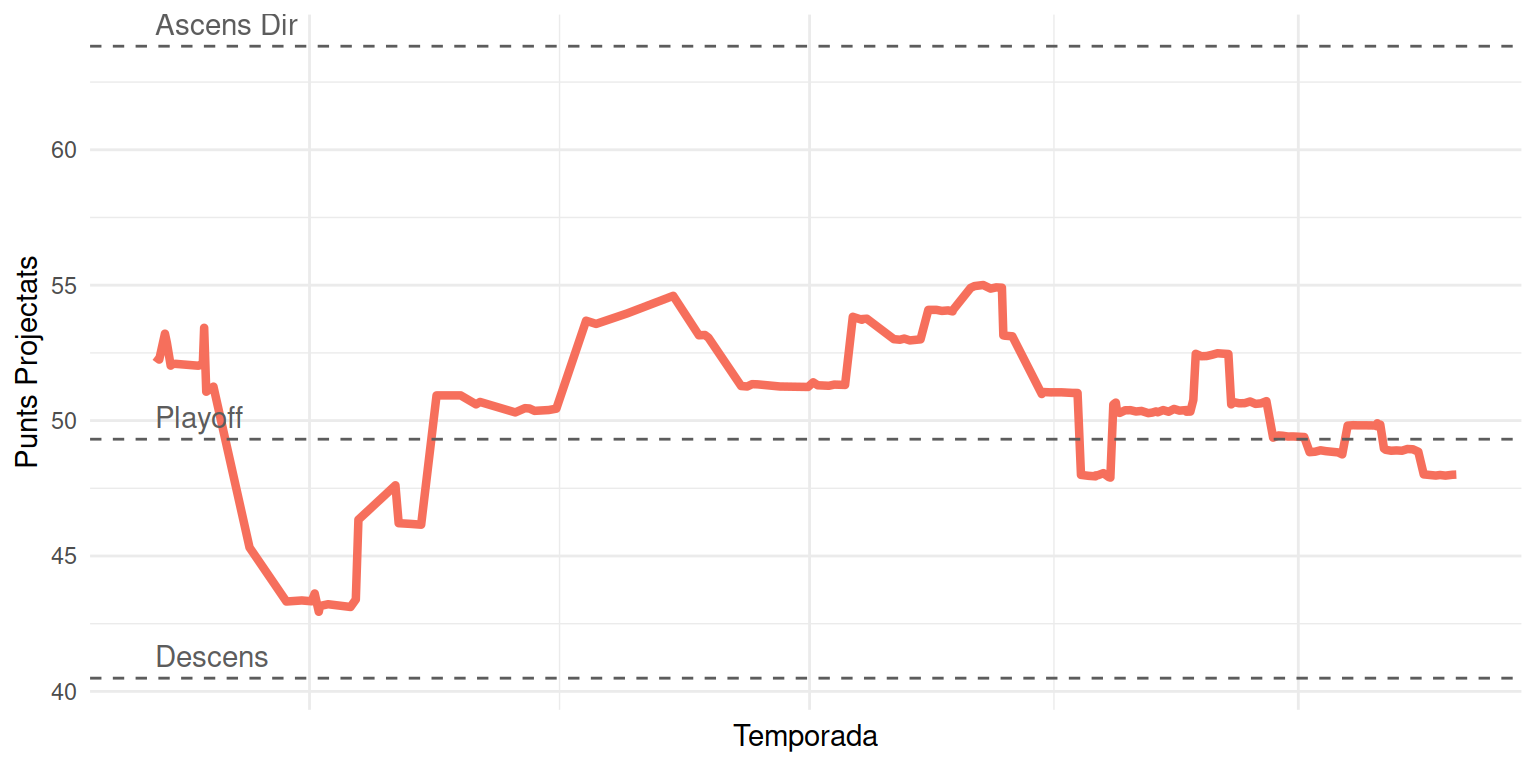 Ascens Dir
60
55
50
45
40
Playoff
Descens
Punts Projectats
Temporada